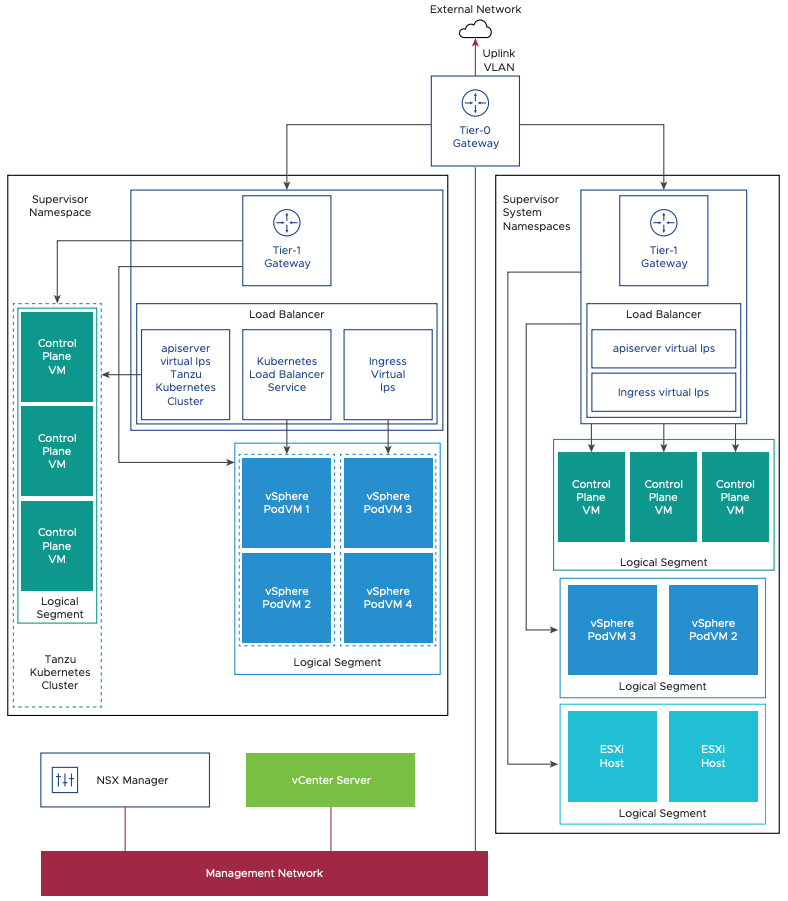 External Network
Uplink
VLAN
Tier-0
Gateway
Supervisor
Namespace
Tier-1
Gateway
Load Balancer
apiserver
virtual Ips
Tanzu
Kubernetes
Cluster
Kubernetes
Load Balancer
Service
Ingress
Virtual
Ips
Control
Plane
VM
Control
Plane
VM
Control
Plane
VM
Logical
Segment
Tanzu
Kubernetes
Cluster
vSphere
PodVM 1
vSphere
PodVM 3
vSphere
PodVM 2
vSphere
PodVM 4
Logical Segment
Supervisor
System
Namespaces
Tier-1
Gateway
Load Balancer
apiserver virtual Ips
Ingress virtual Ips
Control
Plane
VM
Control
Plane
VM
Control
Plane
VM
Logical Segment
vSphere
PodVM 3
vSphere
PodVM 2
Logical Segment
ESXi
Host
ESXi
Host
Logical Segment
NSX Manager
vCenter Server
Management Network